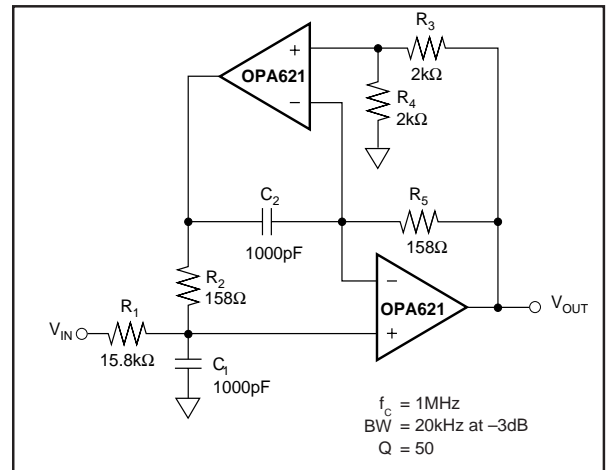 R3
2kΩ
+
OPA621
−
R4
2kΩ
C2
1000pF
R5
158Ω
R2
158Ω
−
OPA621
+
VOUT
R1
VIN
15.8kΩ
C1
1000pF
fc = 1MHz
BW = 20kHz at –3dB
Q = 50